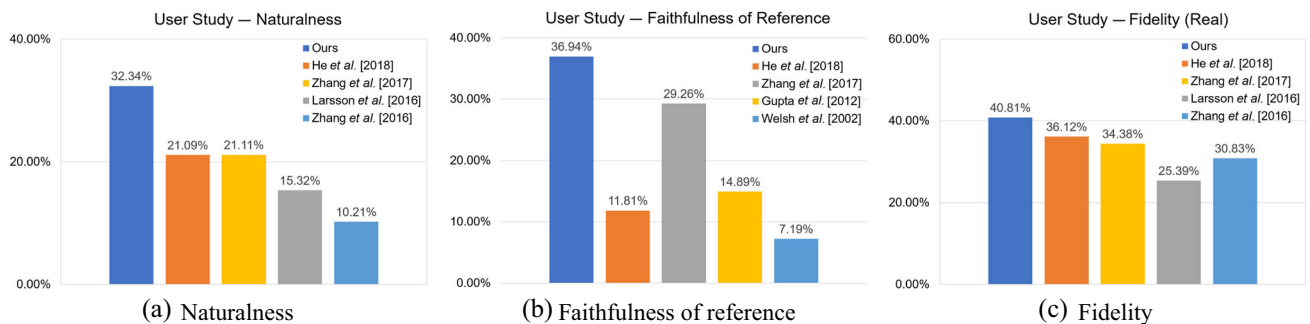 User Study — Naturalness
40.00%
20.00%
0.00%
32.34%
21.09%
21.11%
15.32%
10.21%
Ours
He et al. [2018]
Zhang et al. [2017]
Larsson et al. [2016]
Zhang et al. [2016]
(a) Naturalness
User Study — Faithfulness of Reference
40.00%
30.00%
20.00%
10.00%
0.00%
36.94%
11.81%
29.26%
14.89%
7.19%
Ours
He et al. [2018]
Zhang et al. [2017]
Gupta et al. [2012]
Welsh et al. [2002]
(b) Faithfulness of reference
User Study — Fidelity (Real)
60.00%
40.00%
20.00%
0.00%
40.81%
36.12%
34.38%
25.39%
30.83%
Ours
He et al. [2018]
Zhang et al. [2017]
Larsson et al. [2016]
Zhang et al. [2016]
(c) Fidelity